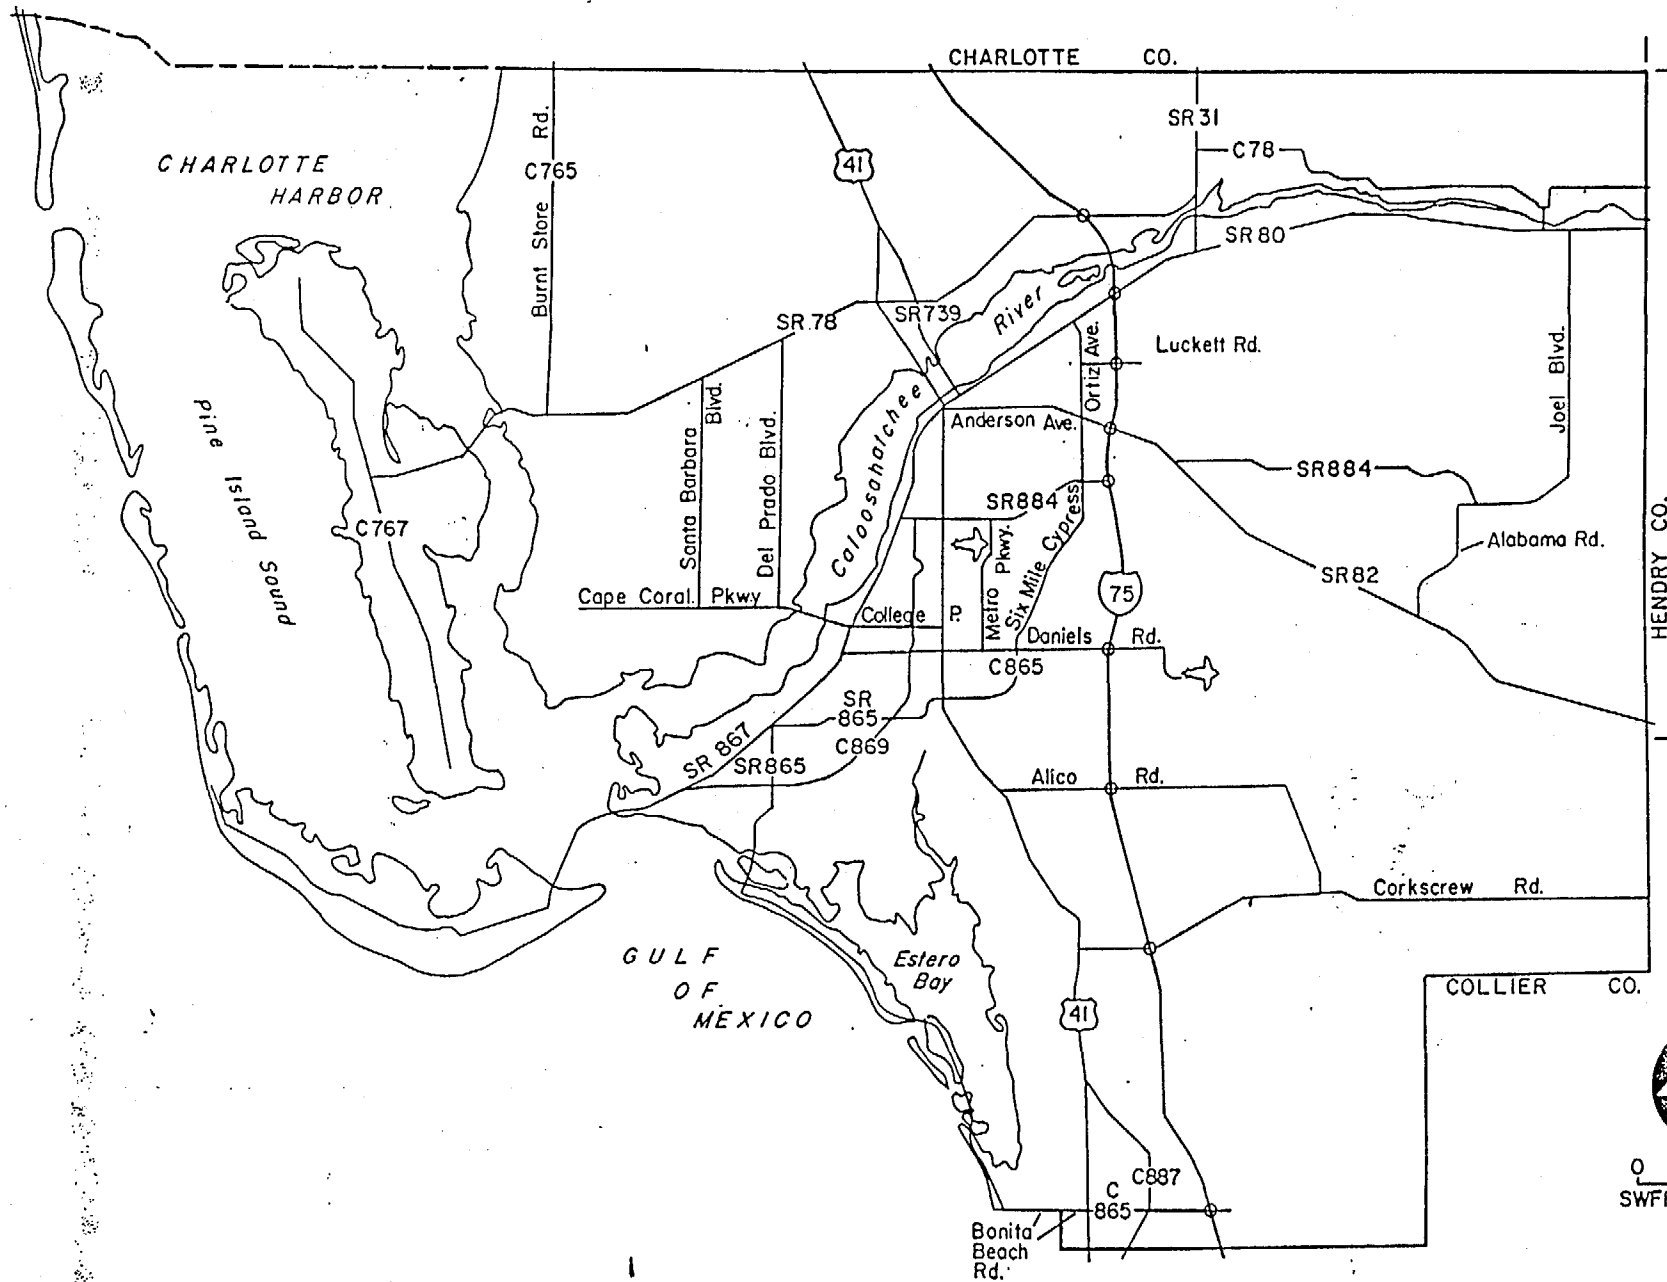 CHARLOTTE CO.
SR 31
C78
CHARLOTTE
HARBOR
Burnt Store Rd.
C765
41
SR 80
SR 78
SR739
River
Ortiz Ave.
Luckett Rd.
Joel Blvd.
Pine Island Sound
Santa Barbara Blvd.
Del Prado Blvd.
Caloosahatchee
Anderson Ave.
SR884
SR884
C767
Metro Pkwy.
Six Mile Cypress
Alabama Rd.
HENDRY CO.
SR82
75
Cape Coral. Pkwy
College P.
Daniels Rd.
C865
SR
865
SR 867
C869
SR865
Alico Rd.
Corkscrew Rd.
GULF
OF
MEXICO
Estero
Bay
COLLIER CO.
41
C887
C
865
Bonita
Beach
Rd.
0